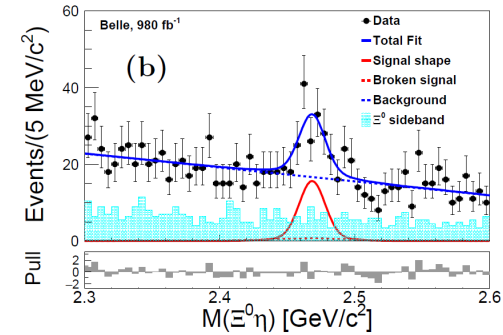 60
Belle, 980 fb⁻¹
(b)
Data
Total Fit
Signal shape
Broken signal
Background
Ξ⁰ sideband
Events/(5 MeV/c²)
40
20
0
Pull
2
0
-2
2.3 2.4 2.5 2.6
M(Ξ⁰η) [GeV/c²]